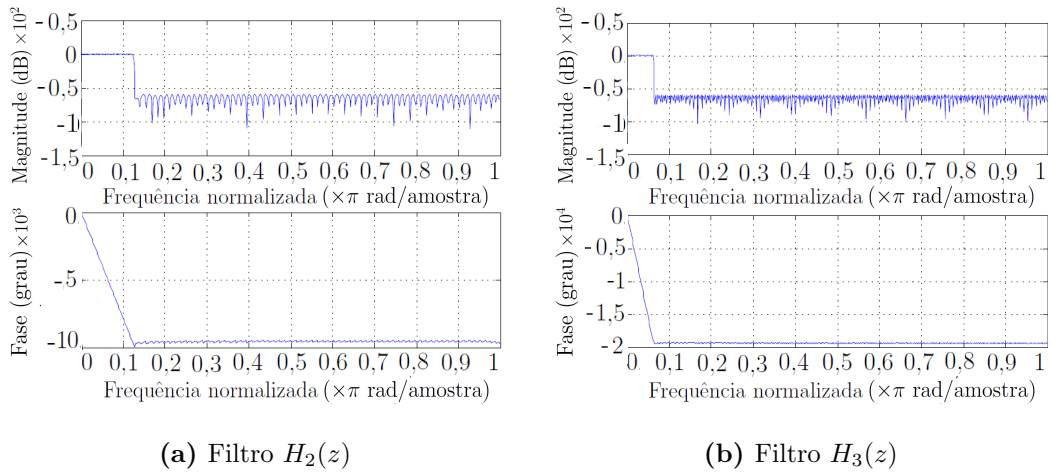 Magnitude (dB) ×10²
-0,5
0
-0,5
-1
-1,5
0 0,1 0,2 0,3 0,4 0,5 0,6 0,7 0,8 0,9 1
Frequência normalizada (×π rad/amostra)
Fase (grau) ×10³
0
-5
-10
0 0,1 0,2 0,3 0,4 0,5 0,6 0,7 0,8 0,9 1
Frequência normalizada (×π rad/amostra)
(a) Filtro H₂(z)
Magnitude (dB) ×10²
-0,5
0
-0,5
-1
-1,5
0 0,1 0,2 0,3 0,4 0,5 0,6 0,7 0,8 0,9 1
Frequência normalizada (×π rad/amostra)
Fase (grau) ×10⁴
0
-0,5
-1
-1,5
-2
0 0,1 0,2 0,3 0,4 0,5 0,6 0,7 0,8 0,9 1
Frequência normalizada (×π rad/amostra)
(b) Filtro H₃(z)